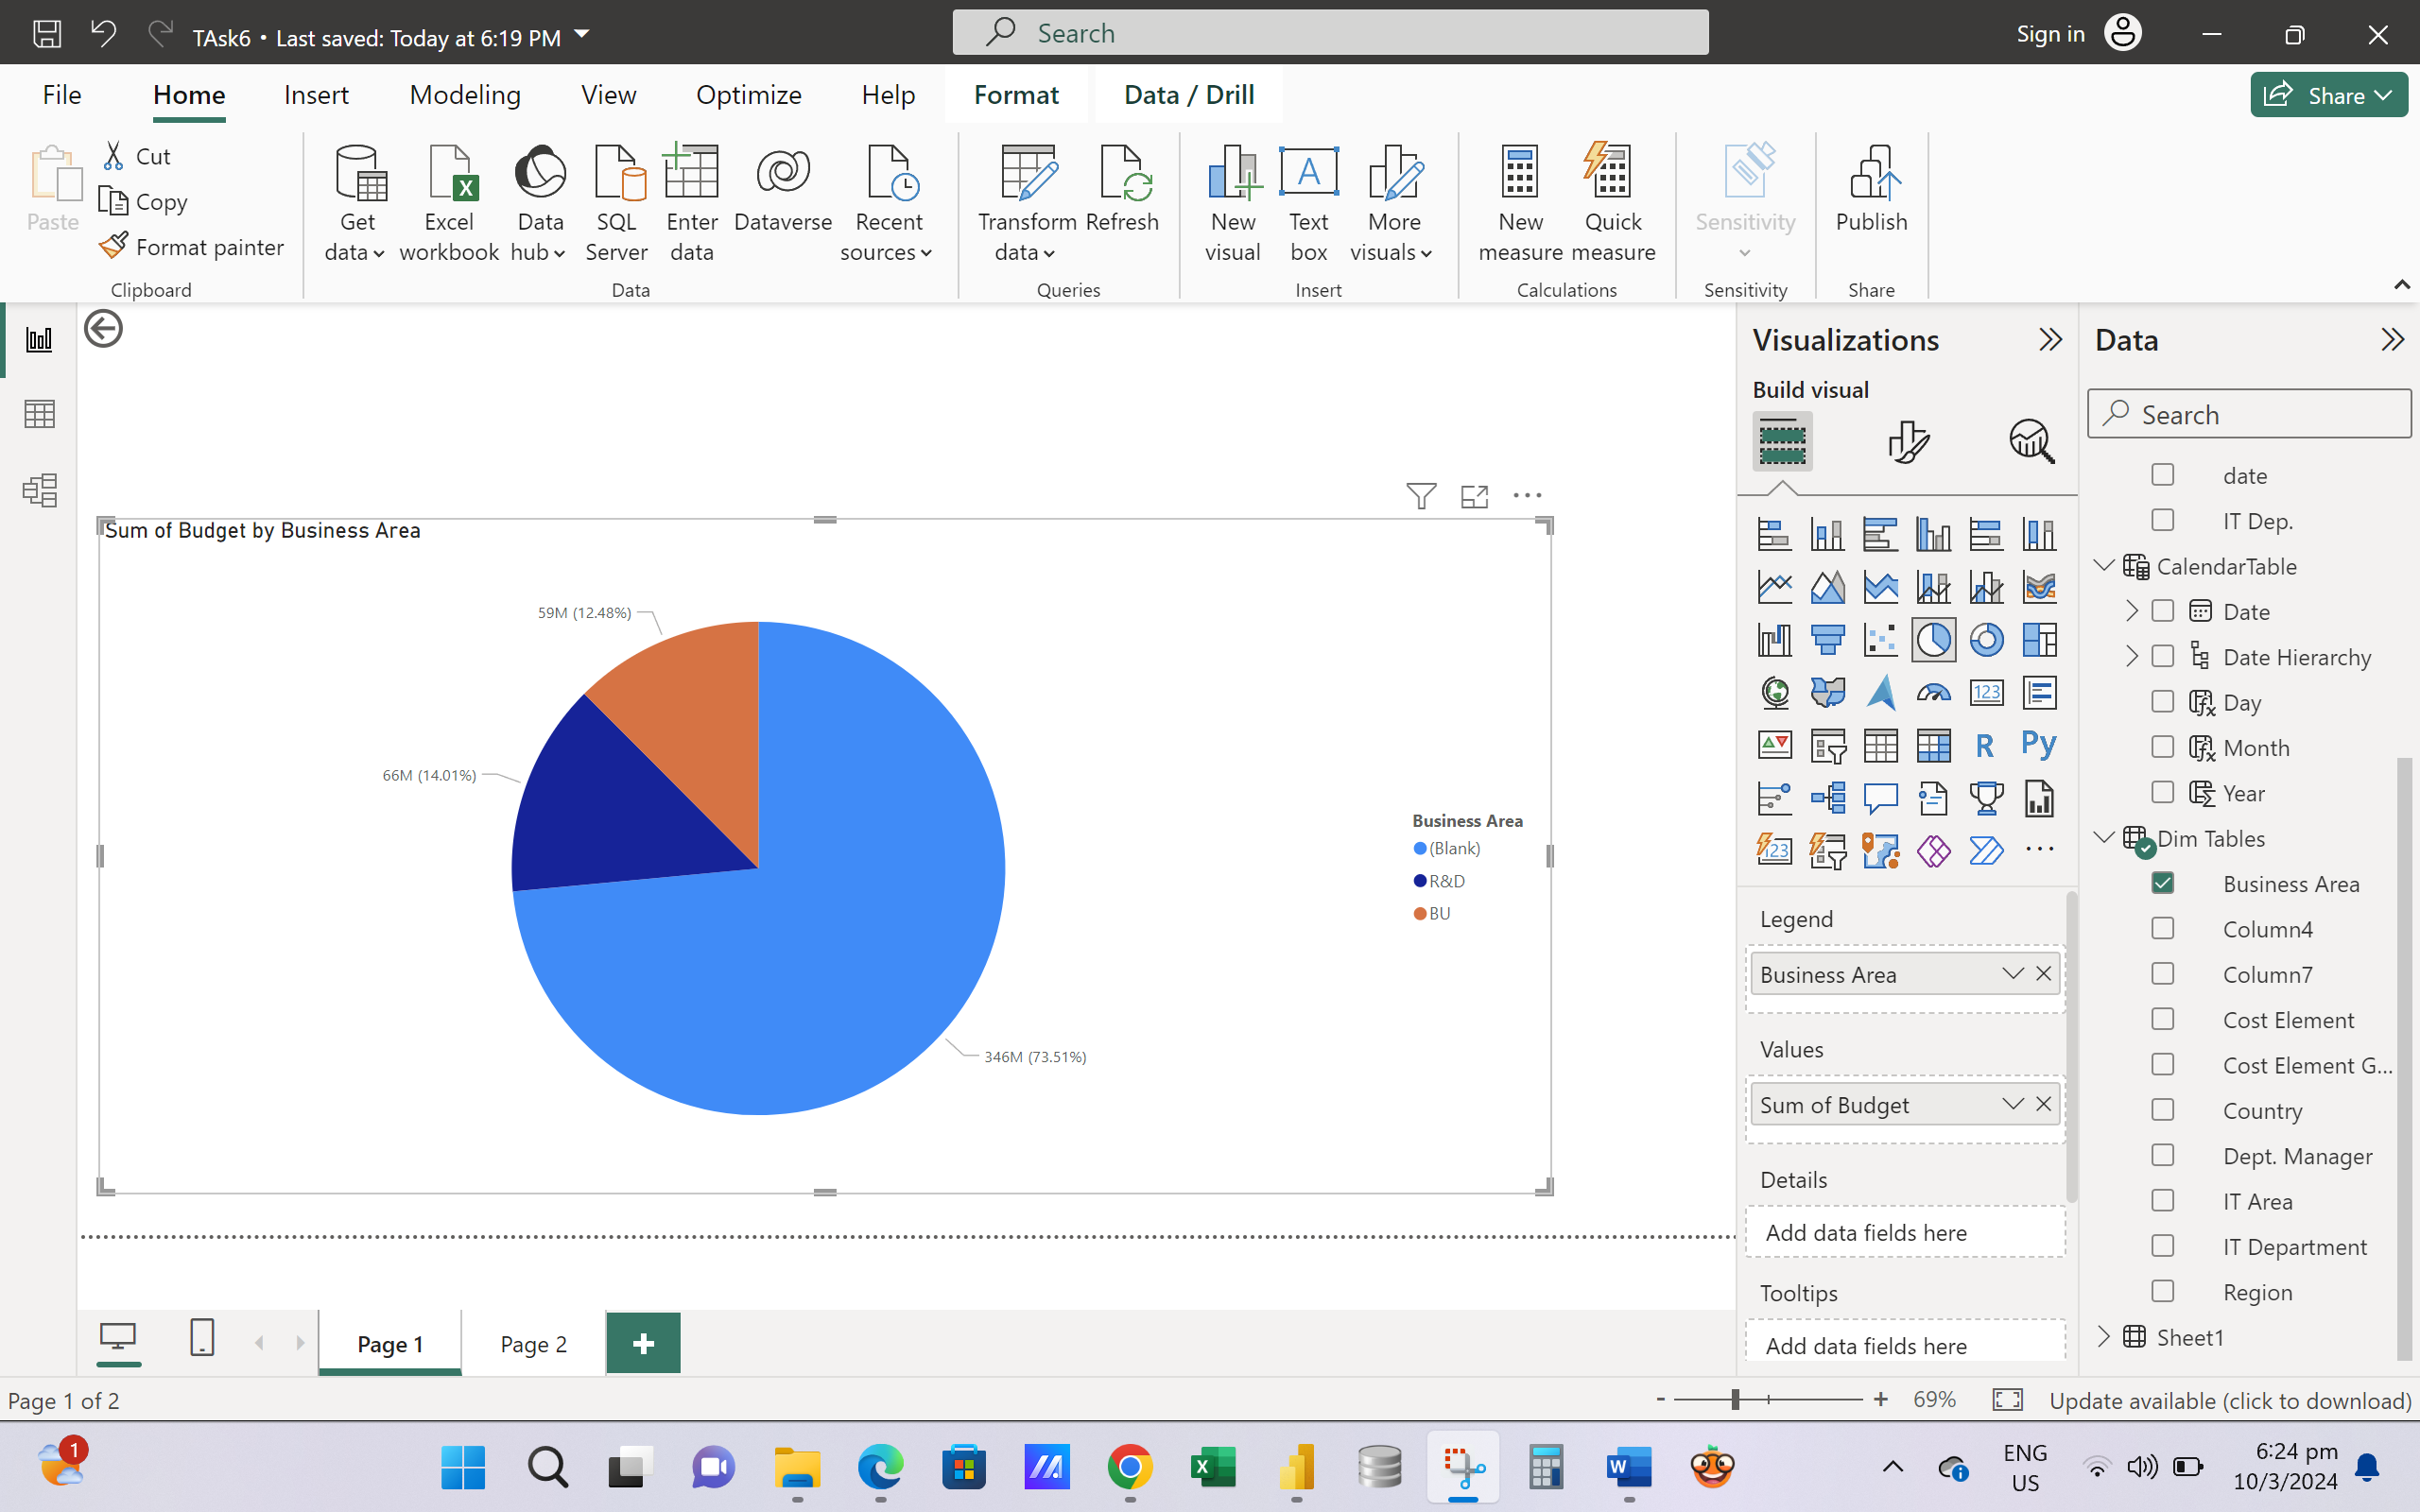 TAsk6 • Last saved: Today at 6:19 PM
Search
Sign in
File Home Insert Modeling View Optimize Help Format Data / Drill
Share
Paste
Cut
Copy
Format painter
Clipboard
Get data
Excel workbook
Data hub
SQL Server
Enter data
Dataverse
Recent sources
Data
Transform data
Refresh
Queries
New visual
Text box
More visuals
Insert
New measure
Quick measure
Calculations
Sensitivity
Sensitivity
Publish
Share
Sum of Budget by Business Area
59M (12.48%)
66M (14.01%)
346M (73.51%)
Business Area
(Blank)
R&D
BU
Visualizations
Build visual
123
R Py
123
Legend
Business Area
Values
Sum of Budget
Details
Add data fields here
Tooltips
Add data fields here
Data
Search
date
IT Dep.
CalendarTable
Date
Date Hierarchy
Day
Month
Year
Dim Tables
Business Area
Column4
Column7
Cost Element
Cost Element G...
Country
Dept. Manager
IT Area
IT Department
Region
Sheet1
Page 1 Page 2 +
Page 1 of 2
- + 69%
Update available (click to download)
1
ENG
US
6:24 pm
10/3/2024